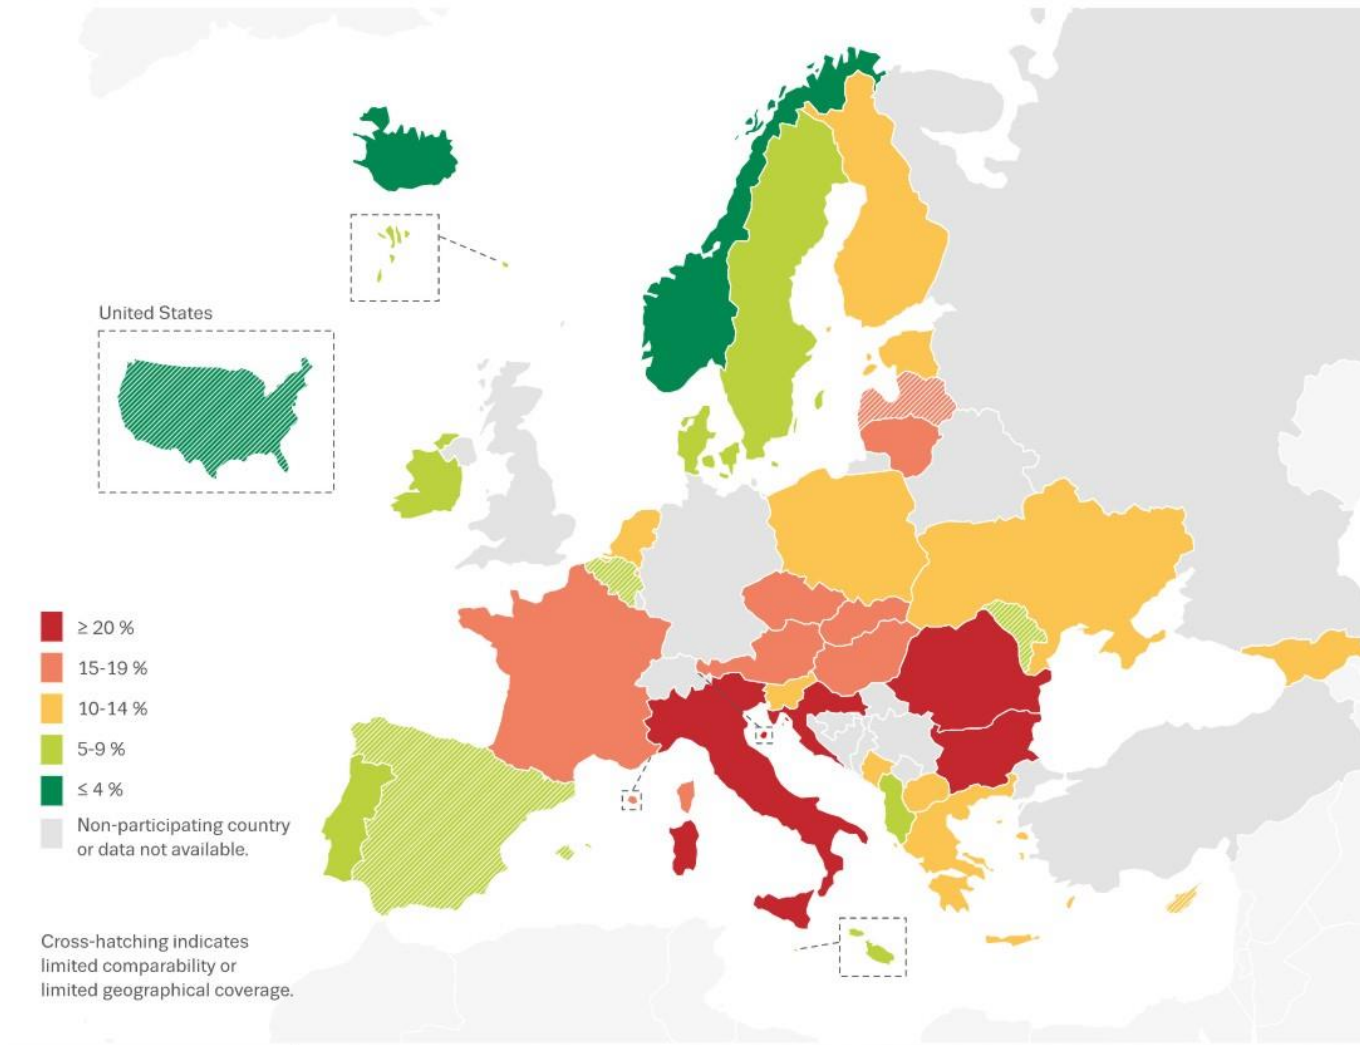 United States
≥ 20 %
15-19 %
10-14 %
5-9 %
≤ 4 %
Non-participating country
or data not available.
Cross-hatching indicates
limited comparability or
limited geographical coverage.